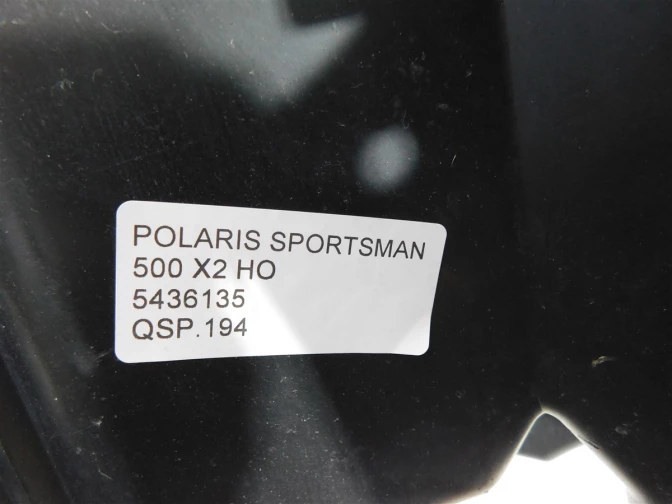 POLARIS SPORTSMAN
500 X2 HO
5436135
QSP.194